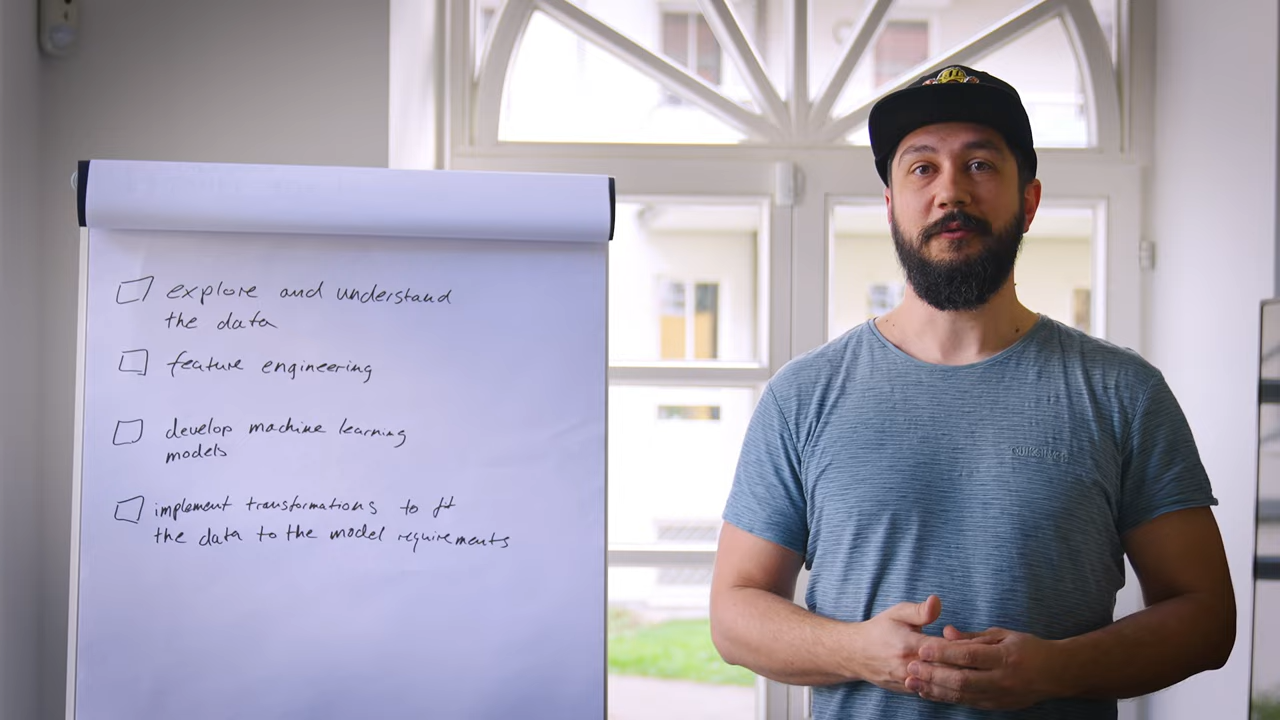 explore and understand
the data
feature engineering
develop machine learning
models
implement transformations to fit
the data to the model requirements